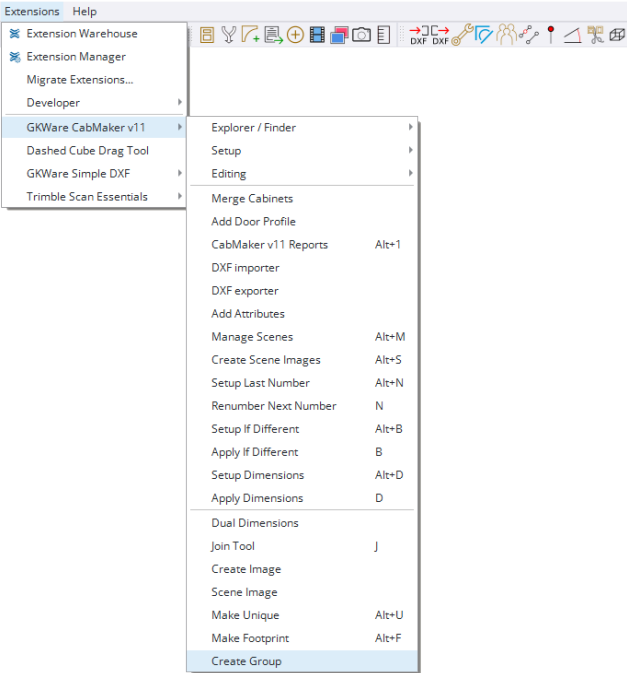 Extensions Help
Extension Warehouse
Extension Manager
Migrate Extensions...
Developer
GKWare CabMaker v11
Dashed Cube Drag Tool
GKWare Simple DXF
Trimble Scan Essentials
DXF DXF
Explorer / Finder
Setup
Editing
Merge Cabinets
Add Door Profile
CabMaker v11 Reports Alt+1
DXF importer
DXF exporter
Add Attributes
Manage Scenes Alt+M
Create Scene Images Alt+S
Setup Last Number Alt+N
Renumber Next Number N
Setup If Different Alt+B
Apply If Different B
Setup Dimensions Alt+D
Apply Dimensions D
Dual Dimensions
Join Tool J
Create Image
Scene Image
Make Unique Alt+U
Make Footprint Alt+F
Create Group